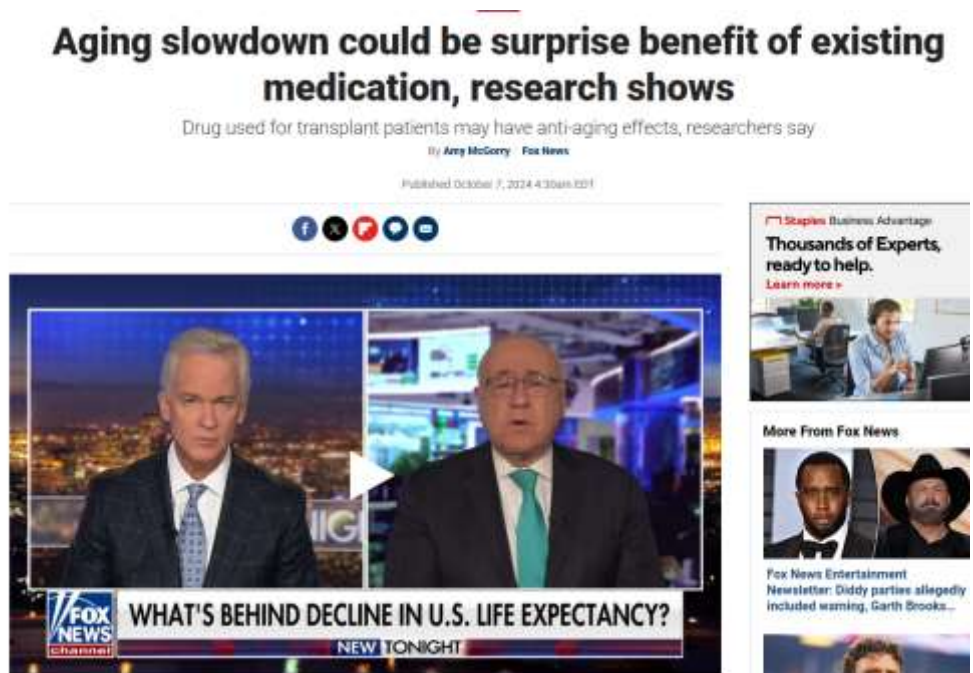 Aging slowdown could be surprise benefit of existing
medication, research shows
Drug used for transplant patients may have anti-aging effects, researchers say
By Amy McGorry Fox News
Published October 7, 2024 4:30am EDT
Staples Business Advantage
Thousands of Experts,
ready to help.
Learn more »
FOX
NEWS
channel
WHAT'S BEHIND DECLINE IN U.S. LIFE EXPECTANCY?
NEW TONIGHT
More From Fox News
Fox News Entertainment
Newsletter: Diddy parties allegedly
included warning, Garth Brooks...